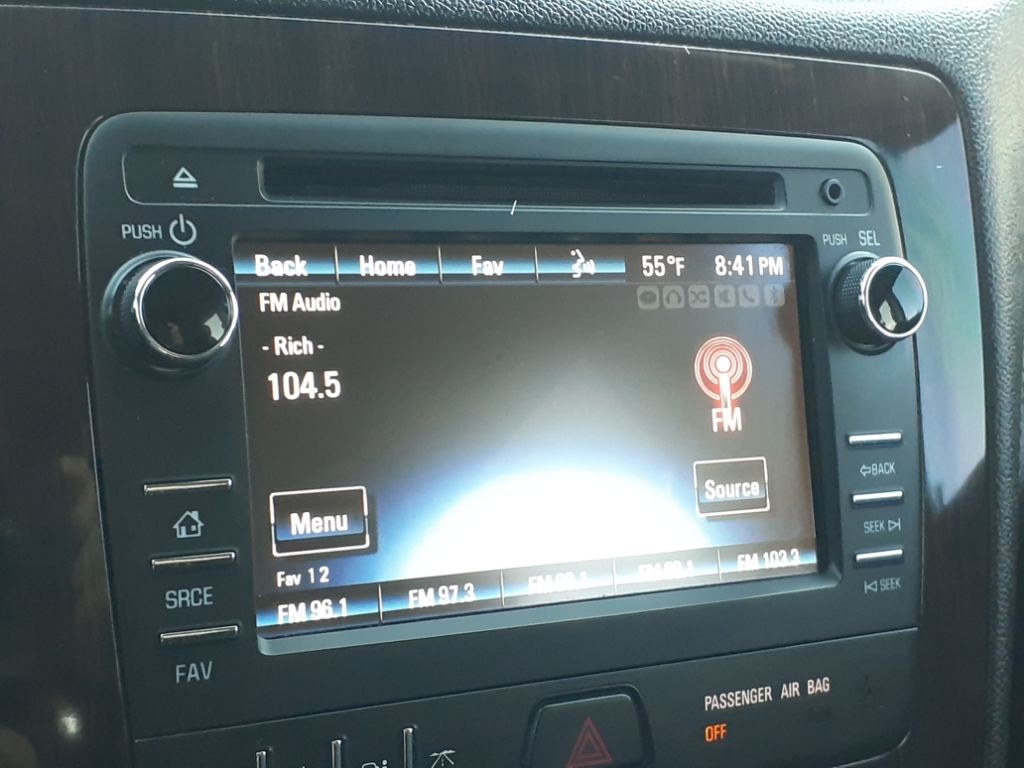 PUSH
PUSH SEL
Back Home Fav 55°F 8:41 PM
FM Audio
- Rich -
104.5
FM
Menu
Source
Fav 1 2
FM 96.1 FM 97.3 FM 103.3
BACK
SEEK
SEEK
SRCE
FAV
PASSENGER AIR BAG
OFF